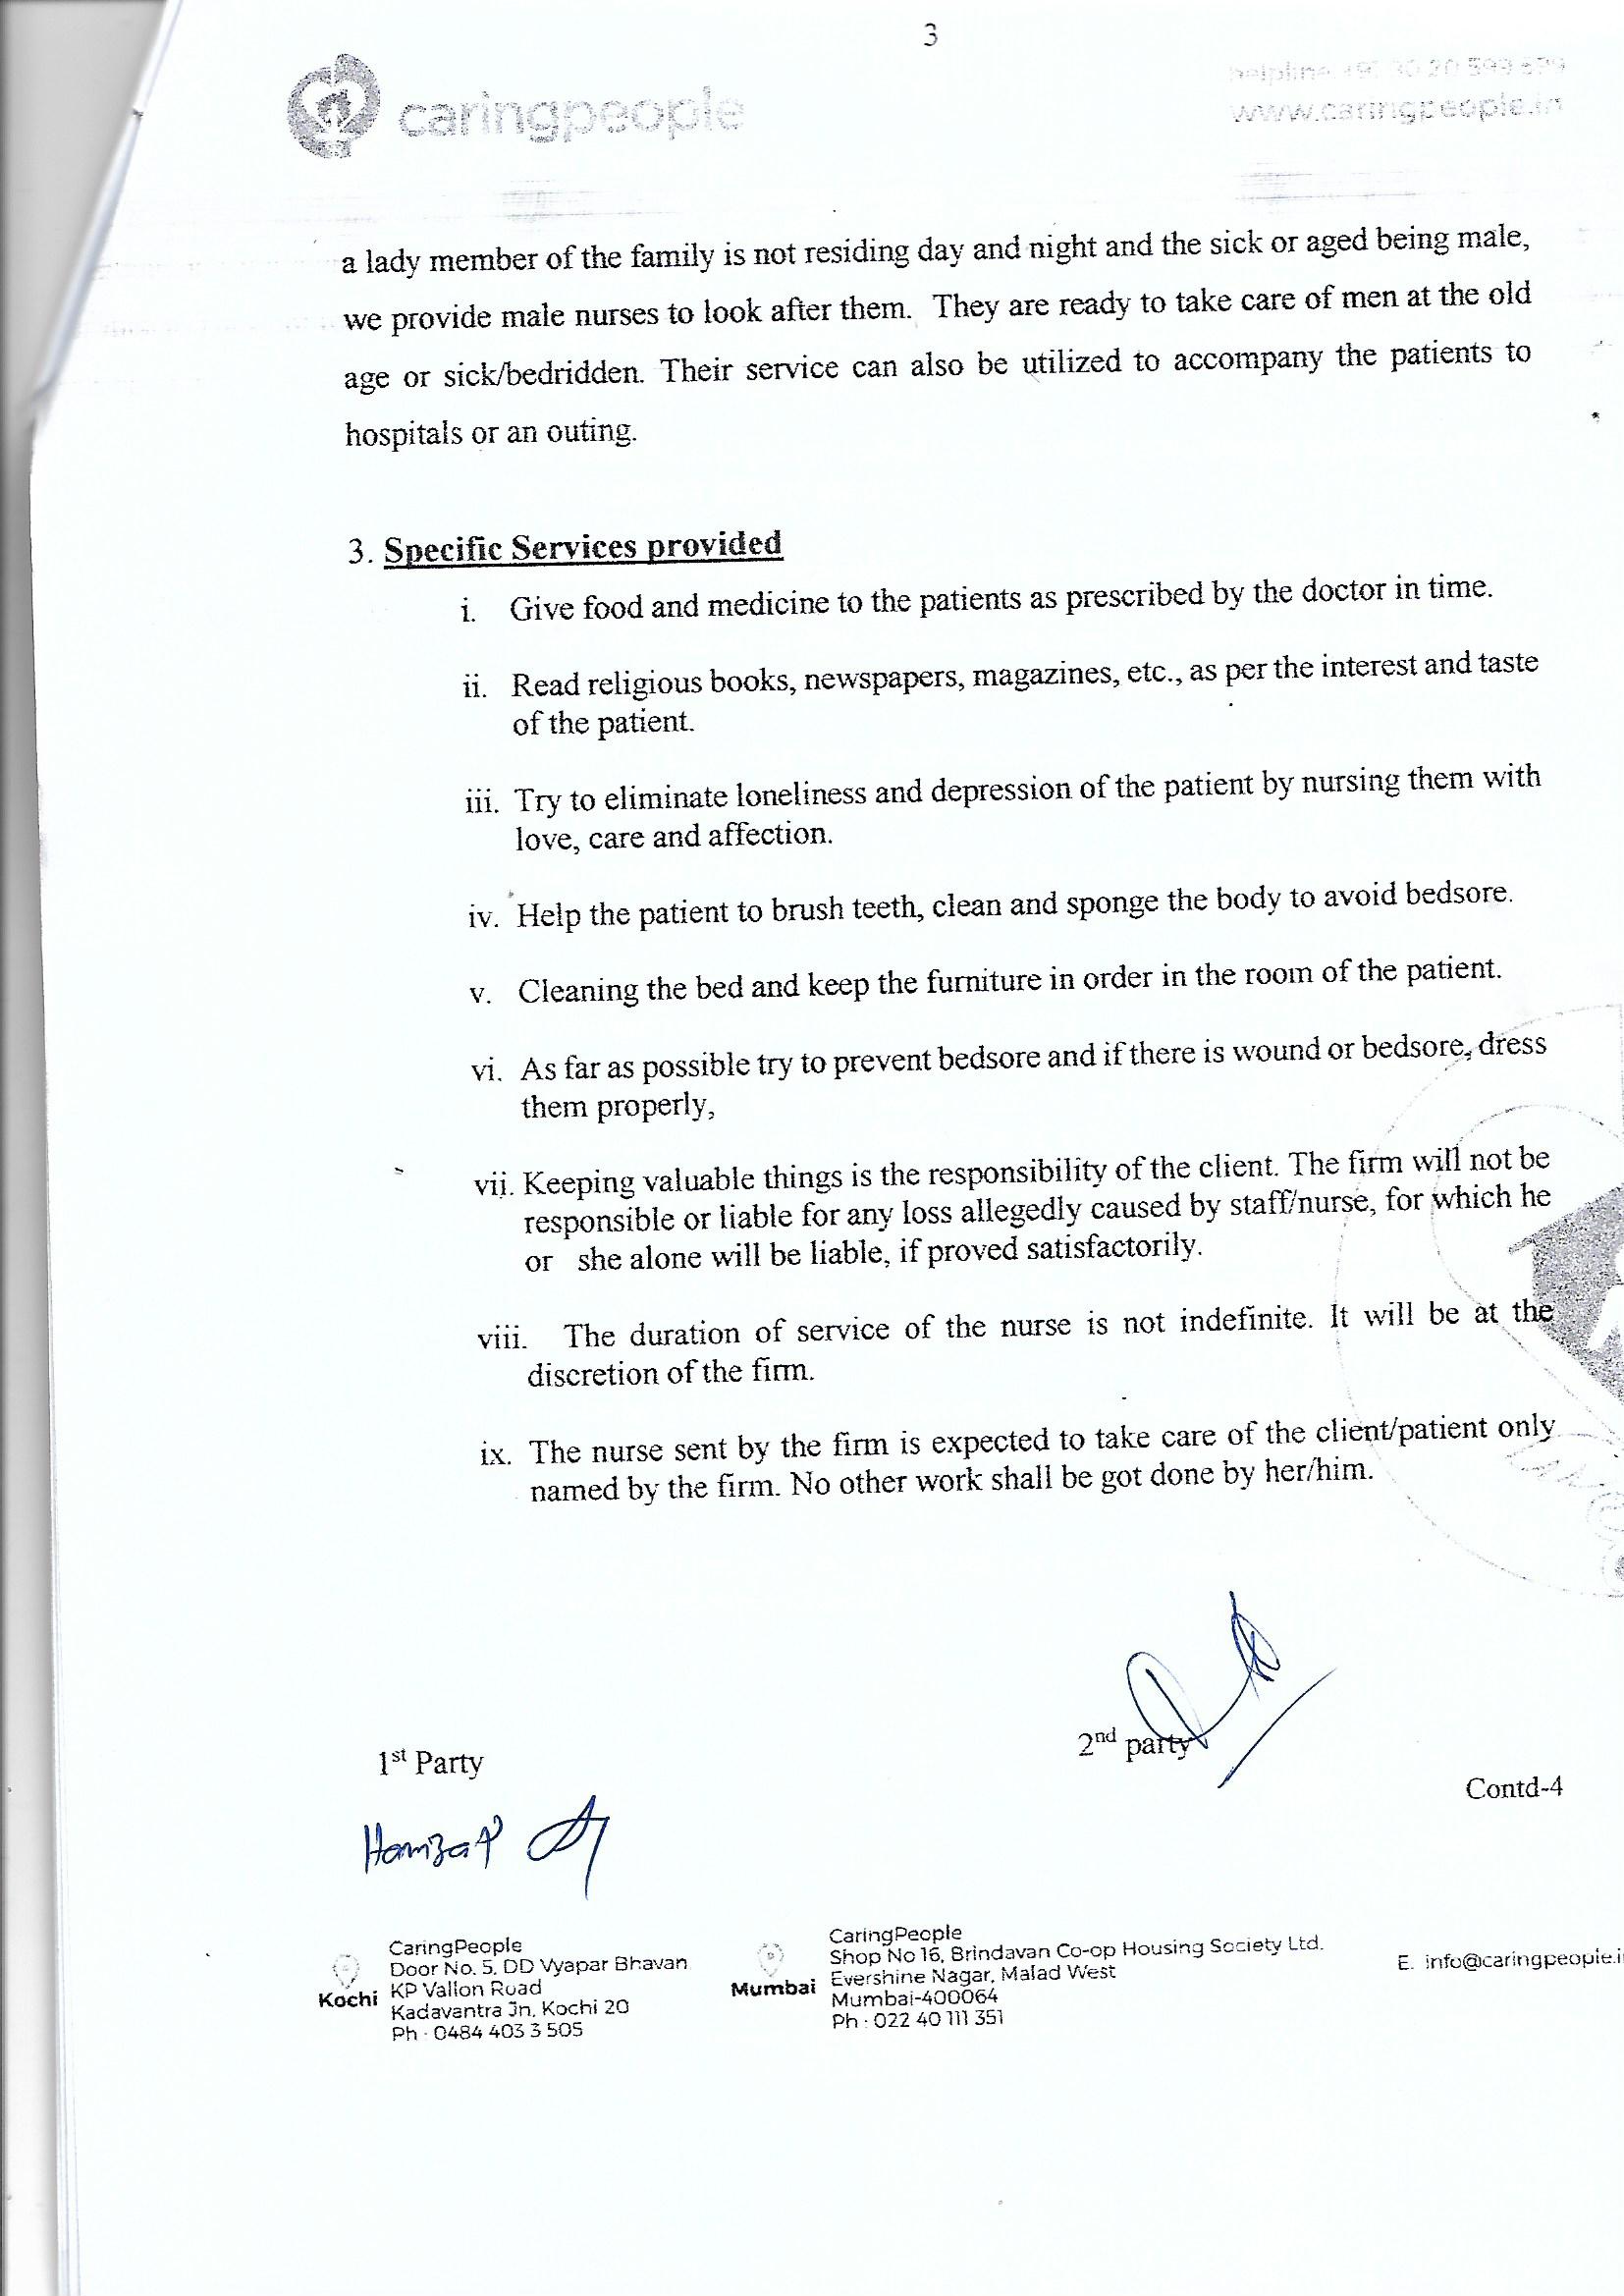 3
caringpeople
www.caringpeople.in
a lady member of the family is not residing day and night and the sick or aged being male,
we provide male nurses to look after them. They are ready to take care of men at the old
age or sick/bedridden. Their service can also be utilized to accompany the patients to
hospitals or an outing.
3. Specific Services provided
i. Give food and medicine to the patients as prescribed by the doctor in time.
ii. Read religious books, newspapers, magazines, etc., as per the interest and taste
of the patient.
iii. Try to eliminate loneliness and depression of the patient by nursing them with
love, care and affection.
iv. Help the patient to brush teeth, clean and sponge the body to avoid bedsore.
v. Cleaning the bed and keep the furniture in order in the room of the patient.
vi. As far as possible try to prevent bedsore and if there is wound or bedsore, dress
them properly,
vii. Keeping valuable things is the responsibility of the client. The firm will not be
responsible or liable for any loss allegedly caused by staff/nurse, for which he
or she alone will be liable, if proved satisfactorily.
viii. The duration of service of the nurse is not indefinite. It will be at the
discretion of the firm.
ix. The nurse sent by the firm is expected to take care of the client/patient only
named by the firm. No other work shall be got done by her/him.
1st Party
2nd party
Contd-4
Hamza P
Kochi
CaringPeople
Door No. 5, DD Vyapar Bhavan
KP Vallon Road
Kadavantra Jn, Kochi 20
Ph : 0484 403 3 505
Mumbai
CaringPeople
Shop No 16, Brindavan Co-op Housing Society Ltd.
Evershine Nagar, Malad West
Mumbai-400064
Ph : 022 40 111 351
E. info@caringpeople.i